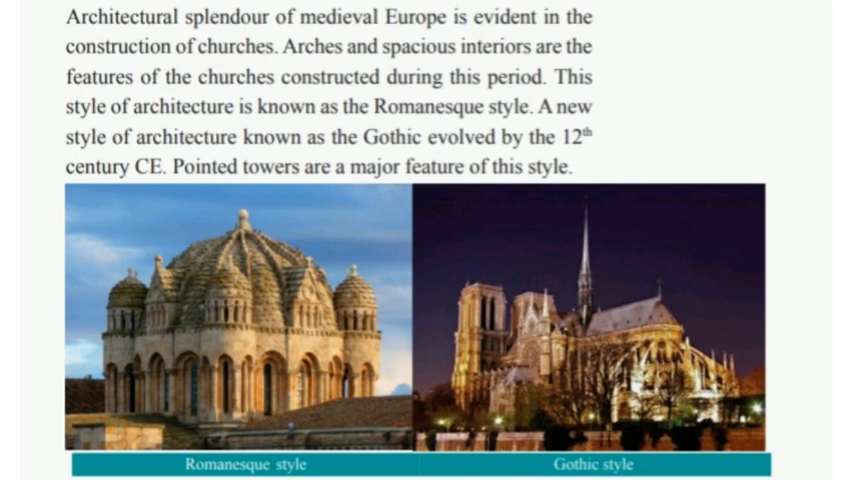 Architectural splendour of medieval Europe is evident in the
construction of churches. Arches and spacious interiors are the
features of the churches constructed during this period. This
style of architecture is known as the Romanesque style. A new
style of architecture known as the Gothic evolved by the 12th
century CE. Pointed towers are a major feature of this style.
Romanesque style
Gothic style